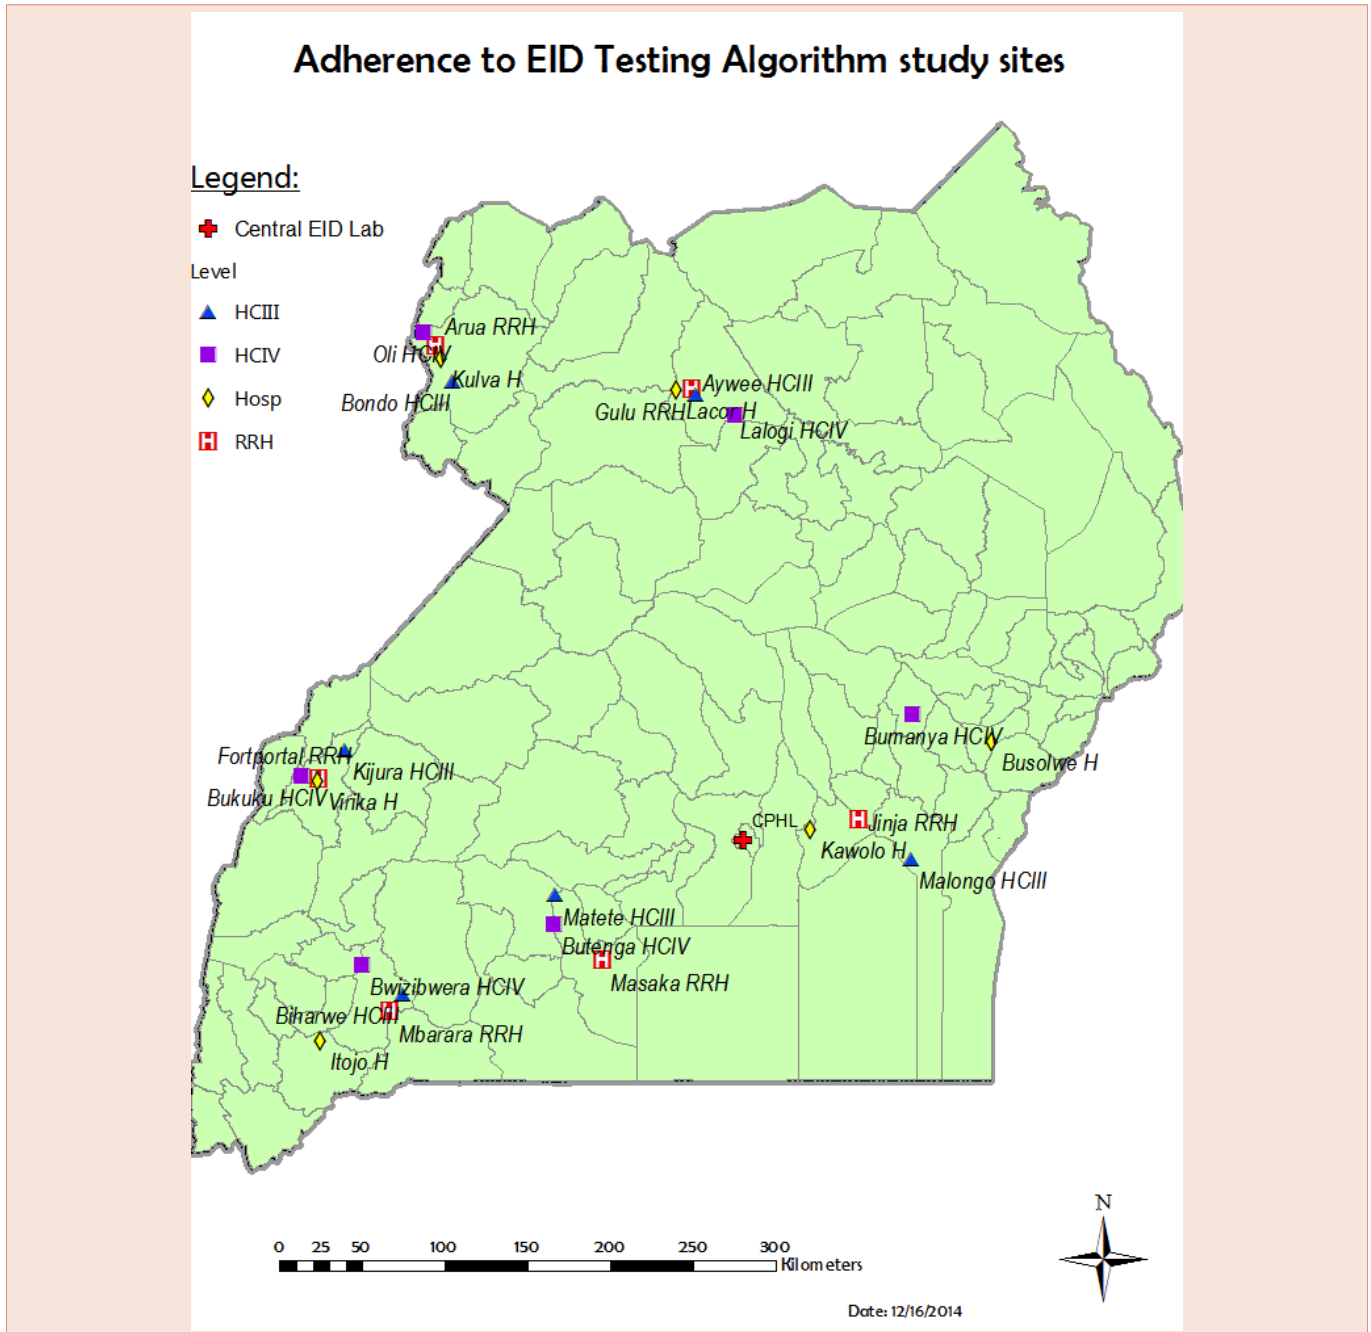 Adherence to EID Testing Algorithm study sites
Legend:
Central EID Lab
Level
HCIII
HCIV
Hosp
RRH
Arua RRH
Oli HCIV
Kulva H
Bondo HCIII
Aywee HCIII
Gulu RRH
Lacor H
Lalogi HCIV
Bumanya HCIV
Busolwe H
Fortportal RRH
Kijura HCIII
Bukuku HCIV
Virika H
CPHL
Jinja RRH
Kawolo H
Malongo HCIII
Matete HCIII
Butenga HCIV
Masaka RRH
Bwizibwera HCIV
Biharwe HCIII
Mbarara RRH
Itojo H
N
0 25 50 100 150 200 250 300
Kilometers
Date: 12/16/2014